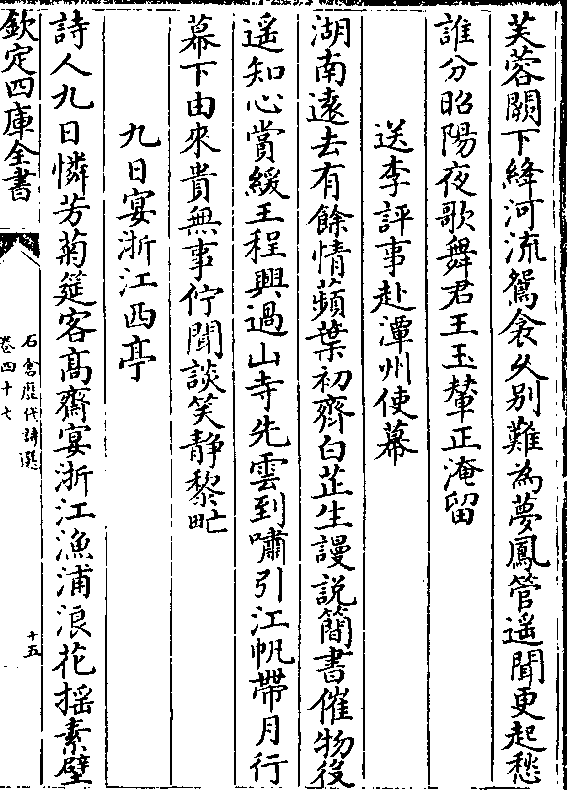 芙蓉闕下絳河流鴛衾久別難為夢鳳管遥聞更起愁
誰分昭陽夜歌舞君王玉輦正淹留
送李評事赴潭州使幕
湖南逺去有餘情蘋葉初齊白芷生謾說簡書催物役
遥知心賞緩王程興過山寺先雲到嘯引江帆帶月行
幕下由來貴無事佇聞談笑静黎甿
九日宴浙江西亭
詩人九日憐芳菊筵客髙齋宴浙江漁浦浪花揺素壁
欽定四庫全書
石倉歴代詩選
卷四十七
十五